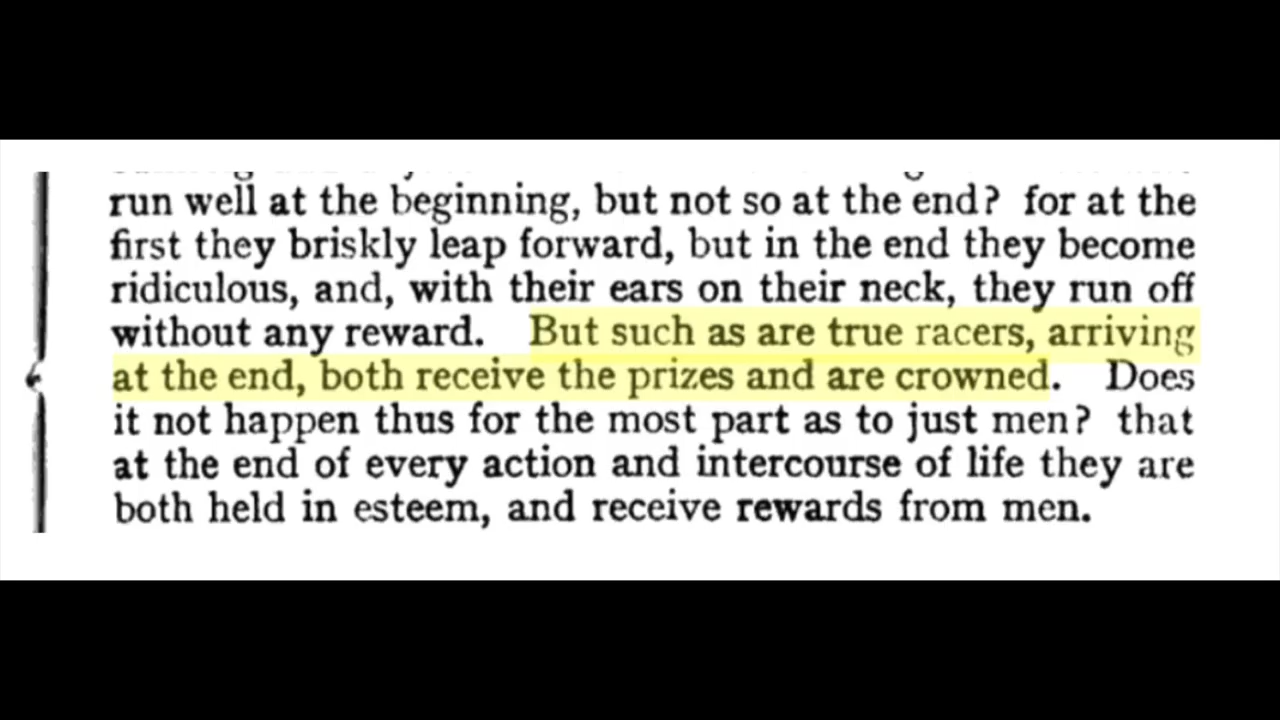 run well at the beginning, but not so at the end? for at the
first they briskly leap forward, but in the end they become
ridiculous, and, with their ears on their neck, they run off
without any reward. But such as are true racers, arriving
at the end, both receive the prizes and are crowned. Does
it not happen thus for the most part as to just men? that
at the end of every action and intercourse of life they are
both held in esteem, and receive rewards from men.